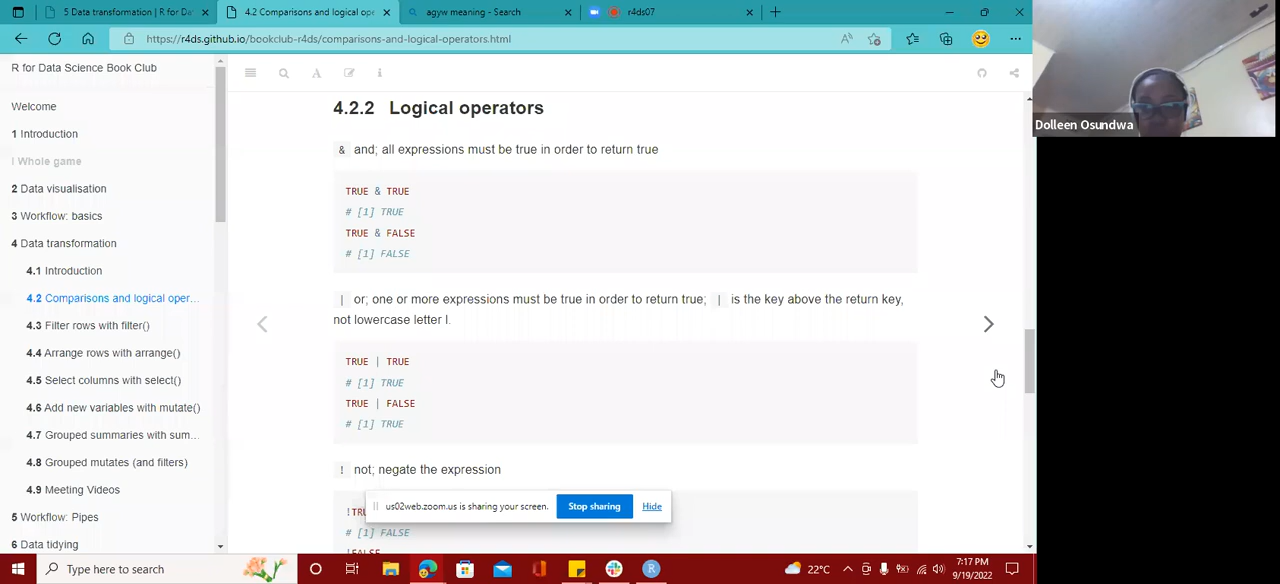 5 Data transformation | R for Dat
4.2 Comparisons and logical ope
agyw meaning - Search
r4ds07
https://r4ds.github.io/bookclub-r4ds/comparisons-and-logical-operators.html
R for Data Science Book Club
Welcome
1 Introduction
I Whole game
2 Data visualisation
3 Workflow: basics
4 Data transformation
4.1 Introduction
4.2 Comparisons and logical oper...
4.3 Filter rows with filter()
4.4 Arrange rows with arrange()
4.5 Select columns with select()
4.6 Add new variables with mutate()
4.7 Grouped summaries with sum...
4.8 Grouped mutates (and filters)
4.9 Meeting Videos
5 Workflow: Pipes
6 Data tidying
4.2.2 Logical operators
& and; all expressions must be true in order to return true
TRUE & TRUE
# [1] TRUE
TRUE & FALSE
# [1] FALSE
| or; one or more expressions must be true in order to return true; | is the key above the return key,
not lowercase letter l.
TRUE | TRUE
# [1] TRUE
TRUE | FALSE
# [1] TRUE
! not; negate the expression
!TRU
# [1] FALSE
!FALSE
us02web.zoom.us is sharing your screen.
Stop sharing
Hide
Dolleen Osundwa
Type here to search
22°C
7:17 PM
9/19/2022